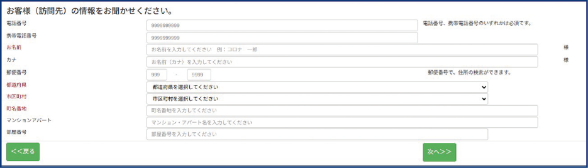 お客様（訪問先）の情報をお聞かせください。
電話番号 09001080000 電話番号、携帯電話番号のいずれかは必須です。
携帯電話番号
お名前 お名前を入力してください 例：コロナ 一郎 様
カナ お名前（カナ）を入力してください 様
郵便番号 000 - 0000 郵便番号で、住所の検索ができます。
都道府県 都道府県を選択してください
市区町村 市区町村を選択してください
町名番地 町名番地を入力してください
マンションアパート マンション・アパート名を入力してください
部屋番号 部屋番号を入力してください
＜＜戻る 次へ＞＞